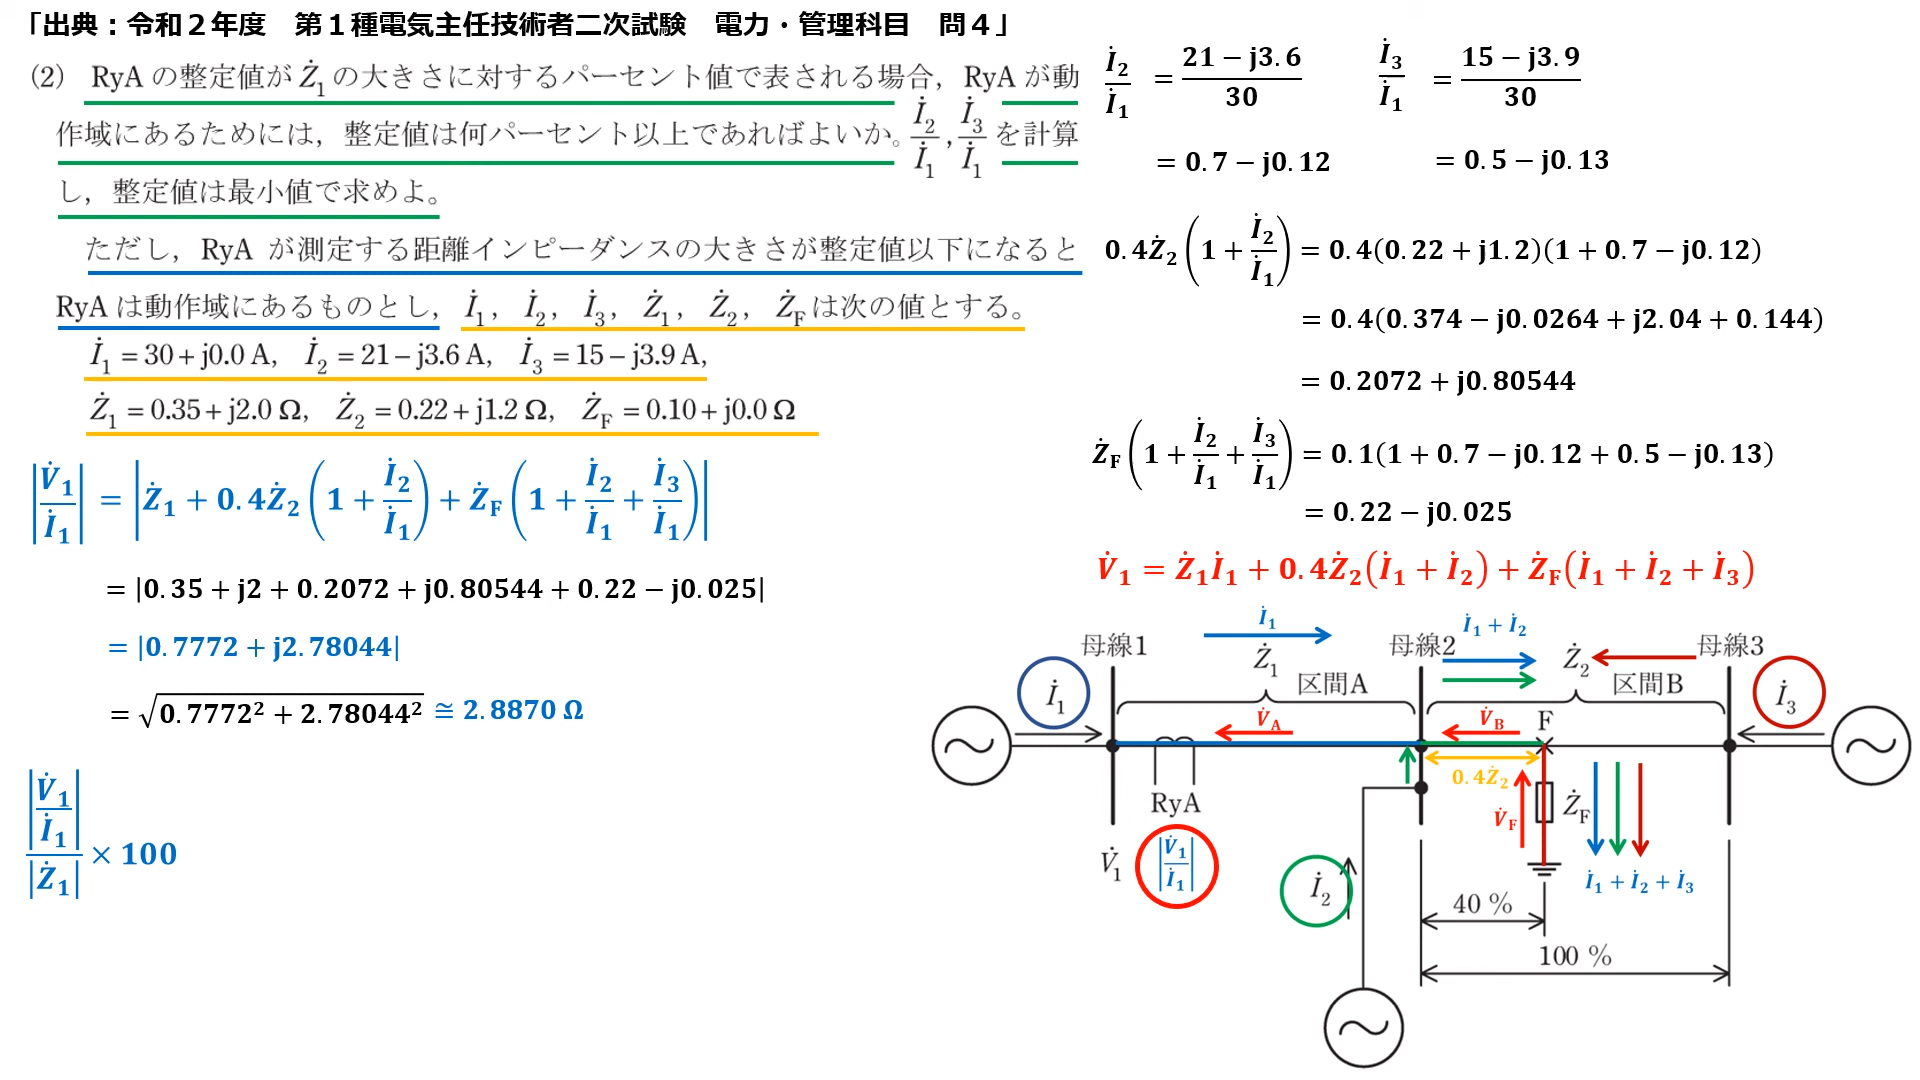 「出典：令和２年度　第１種電気主任技術者二次試験　電力・管理科目　問４」
(2) RyA の整定値が Ż₁ の大きさに対するパーセント値で表される場合，RyA が動
作域にあるためには，整定値は何パーセント以上であればよいか。İ₂/İ₁ , İ₃/İ₁ を計算
し，整定値は最小値で求めよ。
ただし，RyA が測定する距離インピーダンスの大きさが整定値以下になると
RyA は動作域にあるものとし，İ₁，İ₂，İ₃，Ż₁，Ż₂，Ż_F は次の値とする。
İ₁ = 30 + j0.0 A, İ₂ = 21 − j3.6 A, İ₃ = 15 − j3.9 A,
Ż₁ = 0.35 + j2.0 Ω, Ż₂ = 0.22 + j1.2 Ω, Ż_F = 0.10 + j0.0 Ω
|V̇₁/İ₁| = |Ż₁ + 0.4Ż₂(1 + İ₂/İ₁) + Ż_F(1 + İ₂/İ₁ + İ₃/İ₁)|
= |0.35 + j2 + 0.2072 + j0.80544 + 0.22 − j0.025|
= |0.7772 + j2.78044|
= √(0.7772² + 2.78044²) ≅ 2.8870 Ω
|V̇₁/İ₁| / |Ż₁| × 100
İ₂/İ₁ = (21 − j3.6)/30
= 0.7 − j0.12
İ₃/İ₁ = (15 − j3.9)/30
= 0.5 − j0.13
0.4Ż₂(1 + İ₂/İ₁) = 0.4(0.22 + j1.2)(1 + 0.7 − j0.12)
= 0.4(0.374 − j0.0264 + j2.04 + 0.144)
= 0.2072 + j0.80544
Ż_F(1 + İ₂/İ₁ + İ₃/İ₁) = 0.1(1 + 0.7 − j0.12 + 0.5 − j0.13)
= 0.22 − j0.025
V̇₁ = Ż₁İ₁ + 0.4Ż₂(İ₁ + İ₂) + Ż_F(İ₁ + İ₂ + İ₃)
İ₁
İ₁ + İ₂
母線1
Ż₁
母線2
Ż₂
母線3
İ₁
区間A
区間B
İ₃
V̇_A
V̇_B
F
0.4Ż₂
RyA
V̇_F
Ż_F
V̇₁
|V̇₁/İ₁|
İ₂
İ₁ + İ₂ + İ₃
40 %
100 %